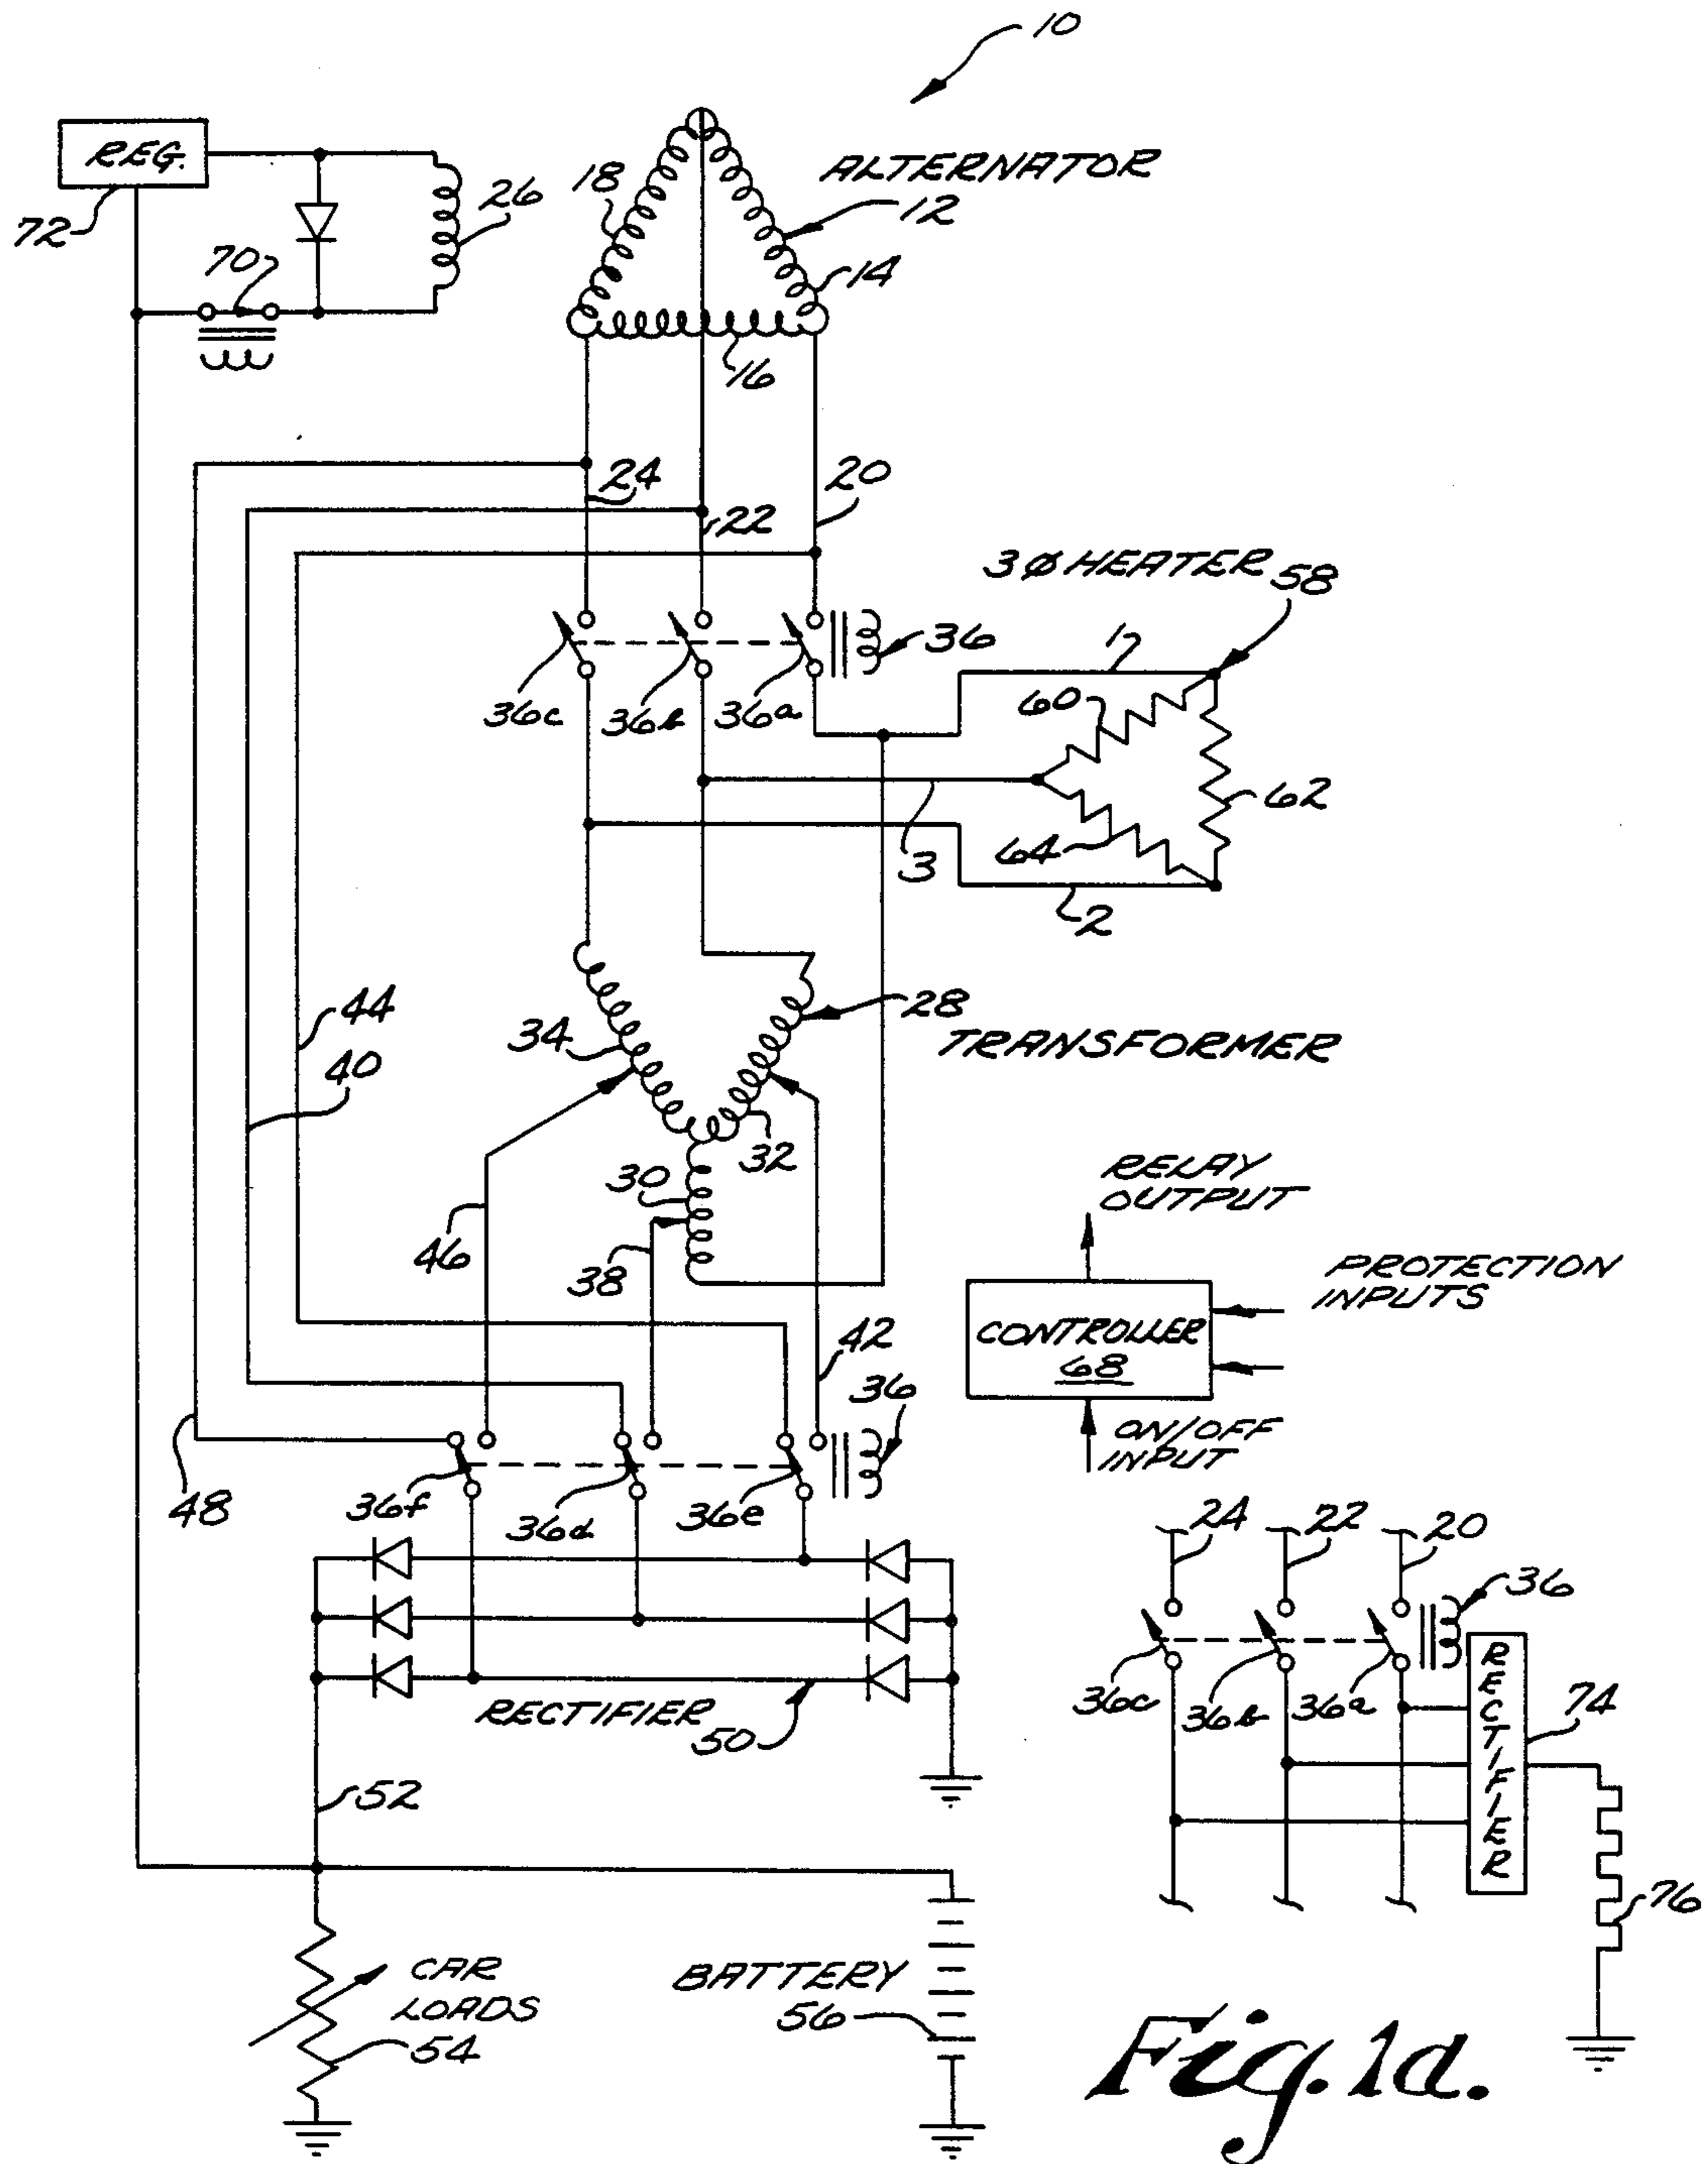 10
REG.
72
70
26
18
ALTERNATOR
12
14
16
24
22
20
3Ø HEATER 58
36
36c
36b
36a
1
60
62
64
3
2
44
40
34
28
TRANSFORMER
32
30
46
38
42
36
RELAY
OUTPUT
PROTECTION
INPUTS
CONTROLLER
68
ON/OFF
INPUT
48
36f
36d
36e
RECTIFIER
50
24
22
20
36
36c
36b
36a
RECTIFIER
74
76
52
CAR
LOADS
54
BATTERY
56
Fig. 1a.